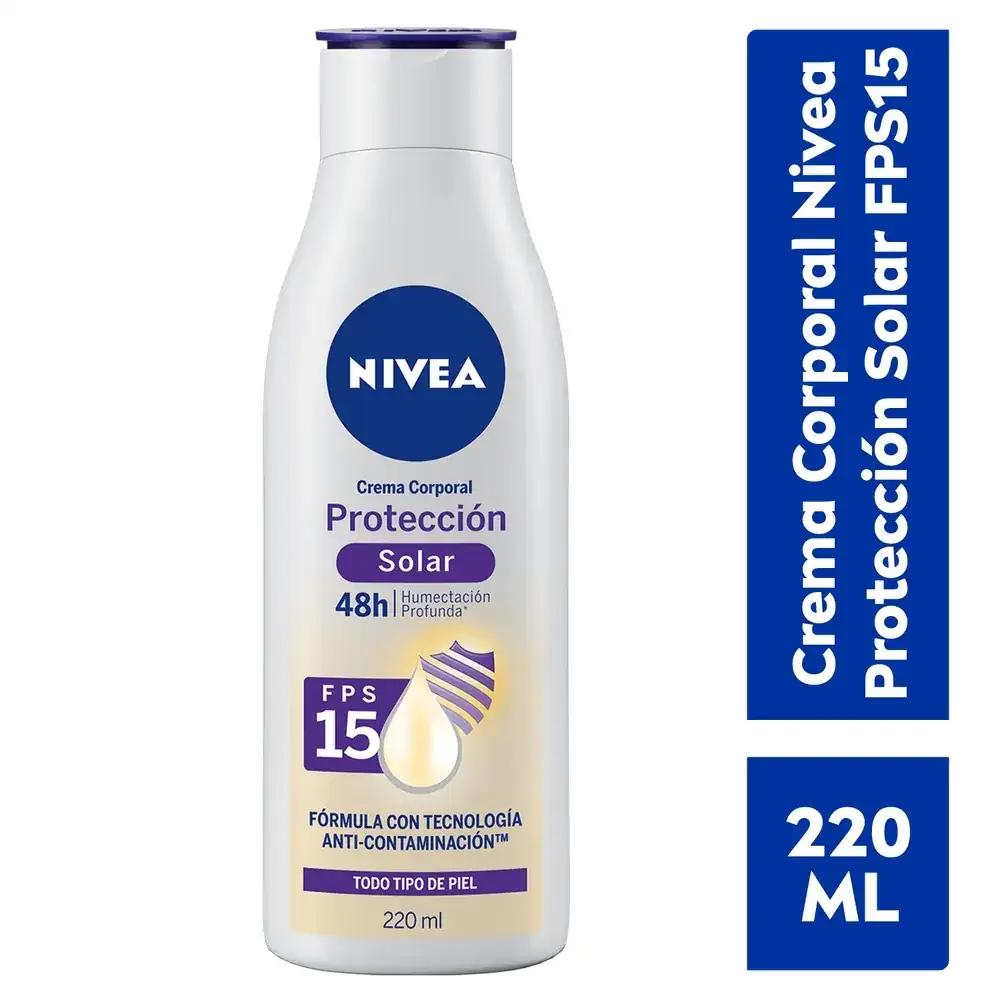 NIVEA
Crema Corporal
Protección
Solar
48h
Humectación
Profunda*
FPS
15
FÓRMULA CON TECNOLOGÍA
ANTI-CONTAMINACIÓN™
TODO TIPO DE PIEL
220 ml
Crema Corporal Nivea
Protección Solar FPS15
220
ML